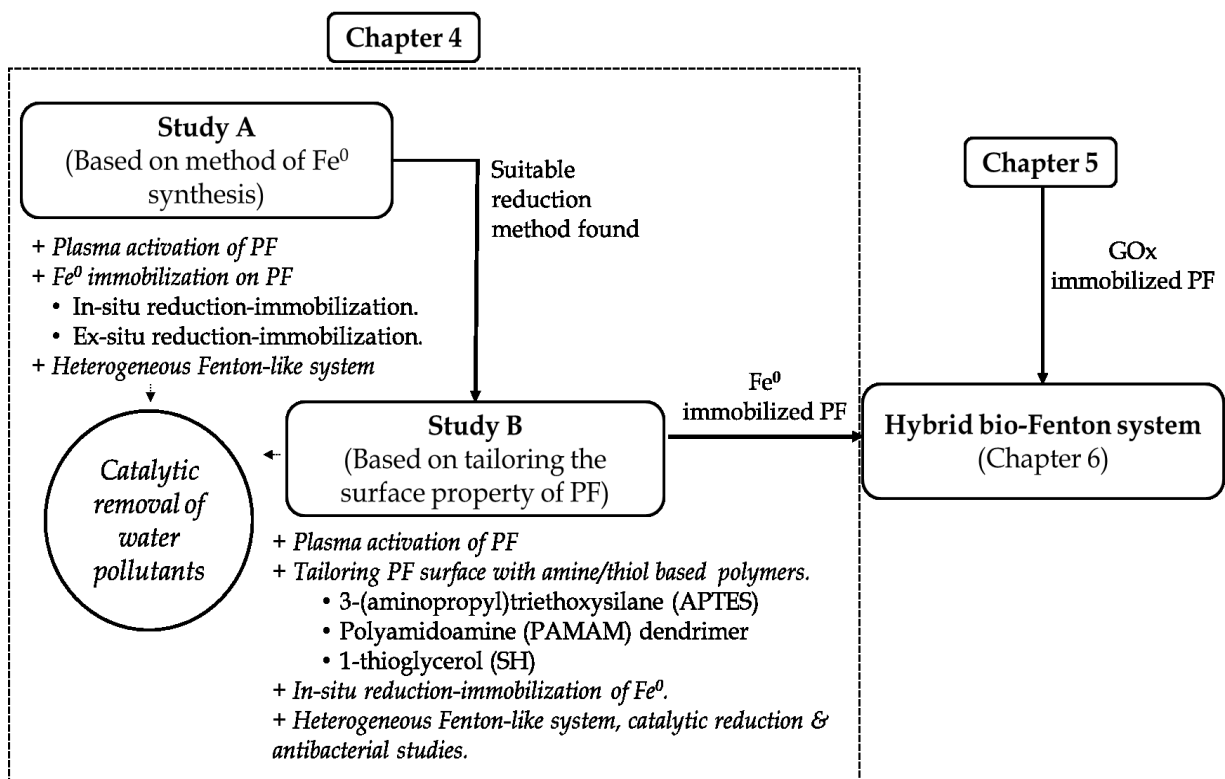 Chapter 4
Study A
(Based on method of Fe⁰
synthesis)
Suitable
reduction
method found
+ Plasma activation of PF
+ Fe⁰ immobilization on PF
• In-situ reduction-immobilization.
• Ex-situ reduction-immobilization.
+ Heterogeneous Fenton-like system
Catalytic
removal of
water
pollutants
Study B
(Based on tailoring the
surface property of PF)
+ Plasma activation of PF
+ Tailoring PF surface with amine/thiol based polymers.
• 3-(aminopropyl)triethoxysilane (APTES)
• Polyamidoamine (PAMAM) dendrimer
• 1-thioglycerol (SH)
+ In-situ reduction-immobilization of Fe⁰.
+ Heterogeneous Fenton-like system, catalytic reduction &
antibacterial studies.
Fe⁰
immobilized PF
Chapter 5
GOx
immobilized PF
Hybrid bio-Fenton system
(Chapter 6)